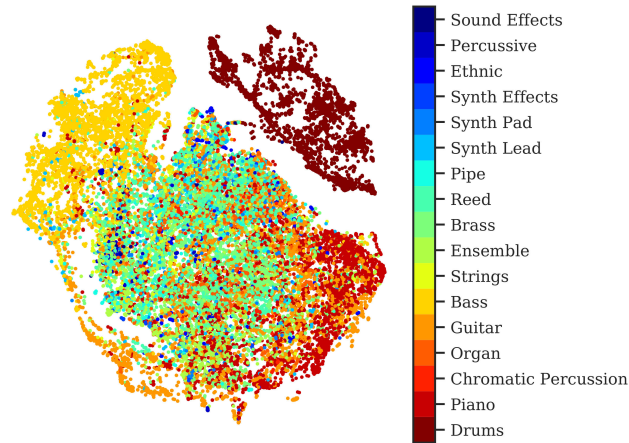 Sound Effects
Percussive
Ethnic
Synth Effects
Synth Pad
Synth Lead
Pipe
Reed
Brass
Ensemble
Strings
Bass
Guitar
Organ
Chromatic Percussion
Piano
Drums